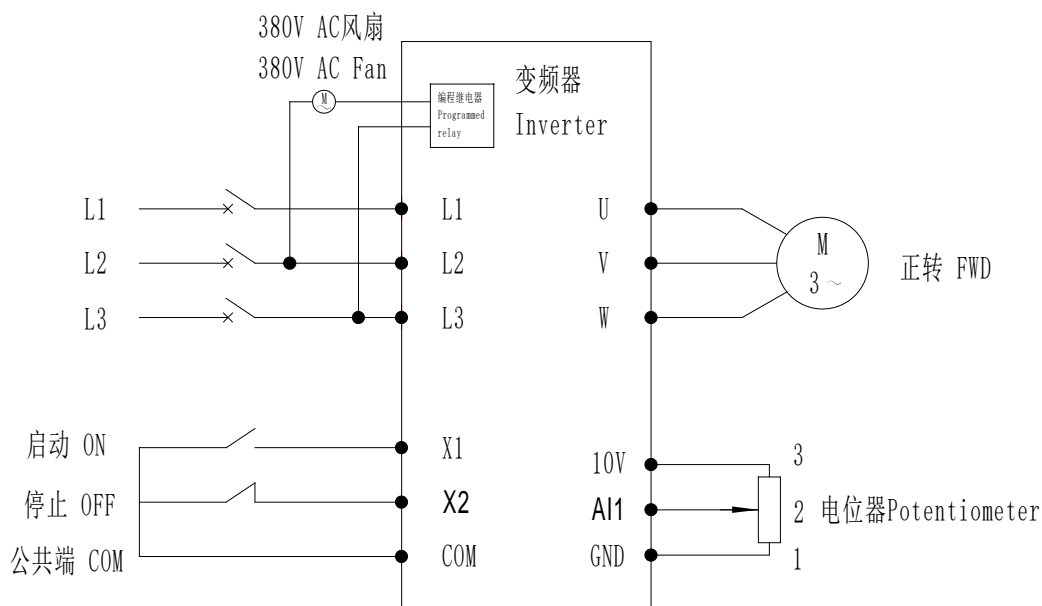 380V AC风扇
380V AC Fan
M
~
编程继电器
Programmed
relay
变频器
Inverter
L1
L1
U
L2
L2
V
L3
L3
W
M
3 ~
正转 FWD
启动 ON
X1
停止 OFF
X2
公共端 COM
COM
10V
3
AI1
2
电位器Potentiometer
GND
1